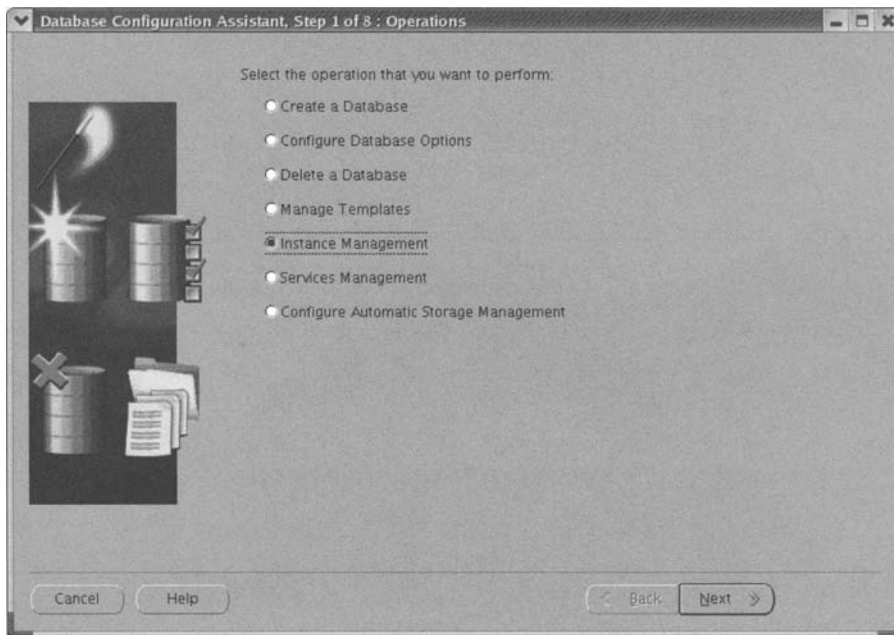 Database Configuration Assistant, Step 1 of 8 : Operations
Select the operation that you want to perform:
Create a Database
Configure Database Options
Delete a Database
Manage Templates
Instance Management
Services Management
Configure Automatic Storage Management
Cancel
Help
Back
Next